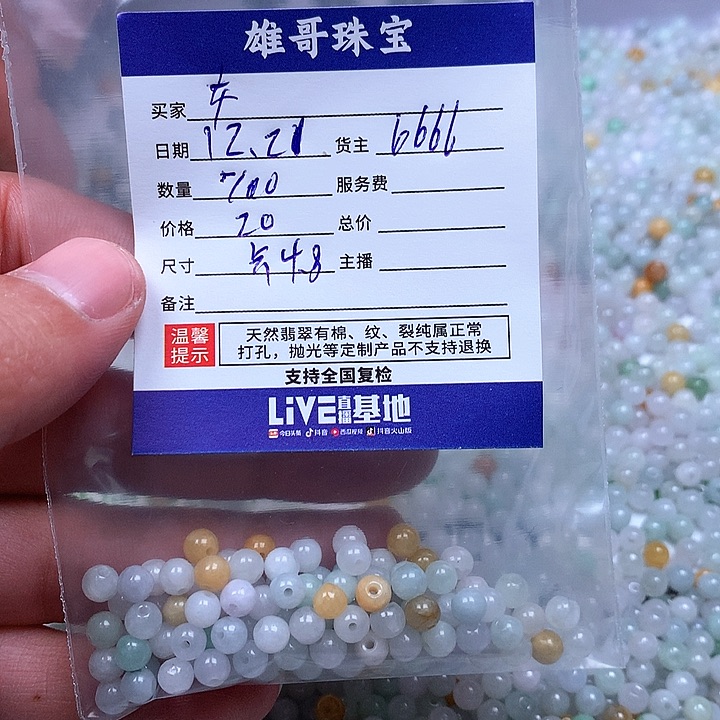 雄哥珠宝
买家 车
日期 12.21 货主 6666
数量 100 服务费
价格 20 总价
尺寸 4.8 主播
备注
温馨提示 天然翡翠有棉、纹、裂纯属正常
打孔，抛光等定制产品不支持退换
支持全国复检
LiVE直播基地
今日头条 抖音 西瓜视频 抖音火山版